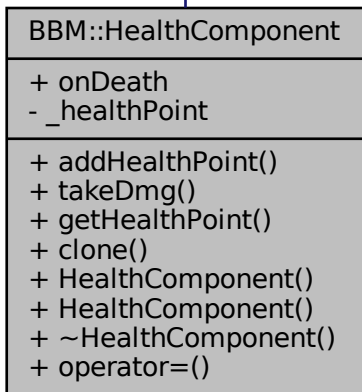 BBM::HealthComponent
+ onDeath
- _healthPoint
+ addHealthPoint()
+ takeDmg()
+ getHealthPoint()
+ clone()
+ HealthComponent()
+ HealthComponent()
+ ~HealthComponent()
+ operator=()